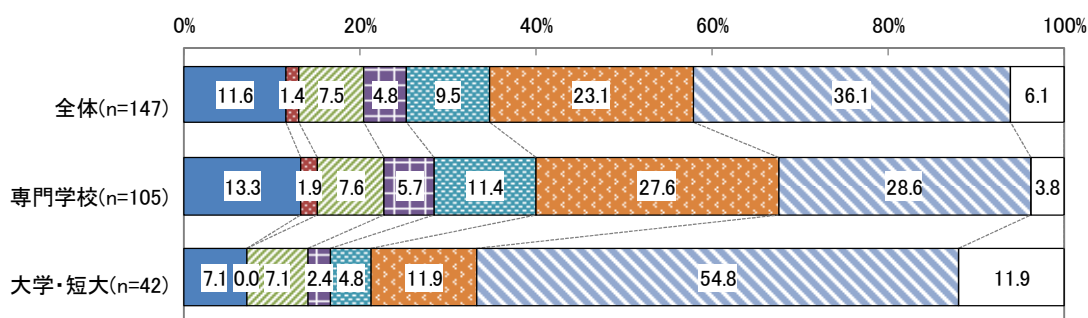 0% 20% 40% 60% 80% 100%
全体(n=147) 11.6 1.4 7.5 4.8 9.5 23.1 36.1 6.1
専門学校(n=105) 13.3 1.9 7.6 5.7 11.4 27.6 28.6 3.8
大学・短大(n=42) 7.1 0.0 7.1 2.4 4.8 11.9 54.8 11.9